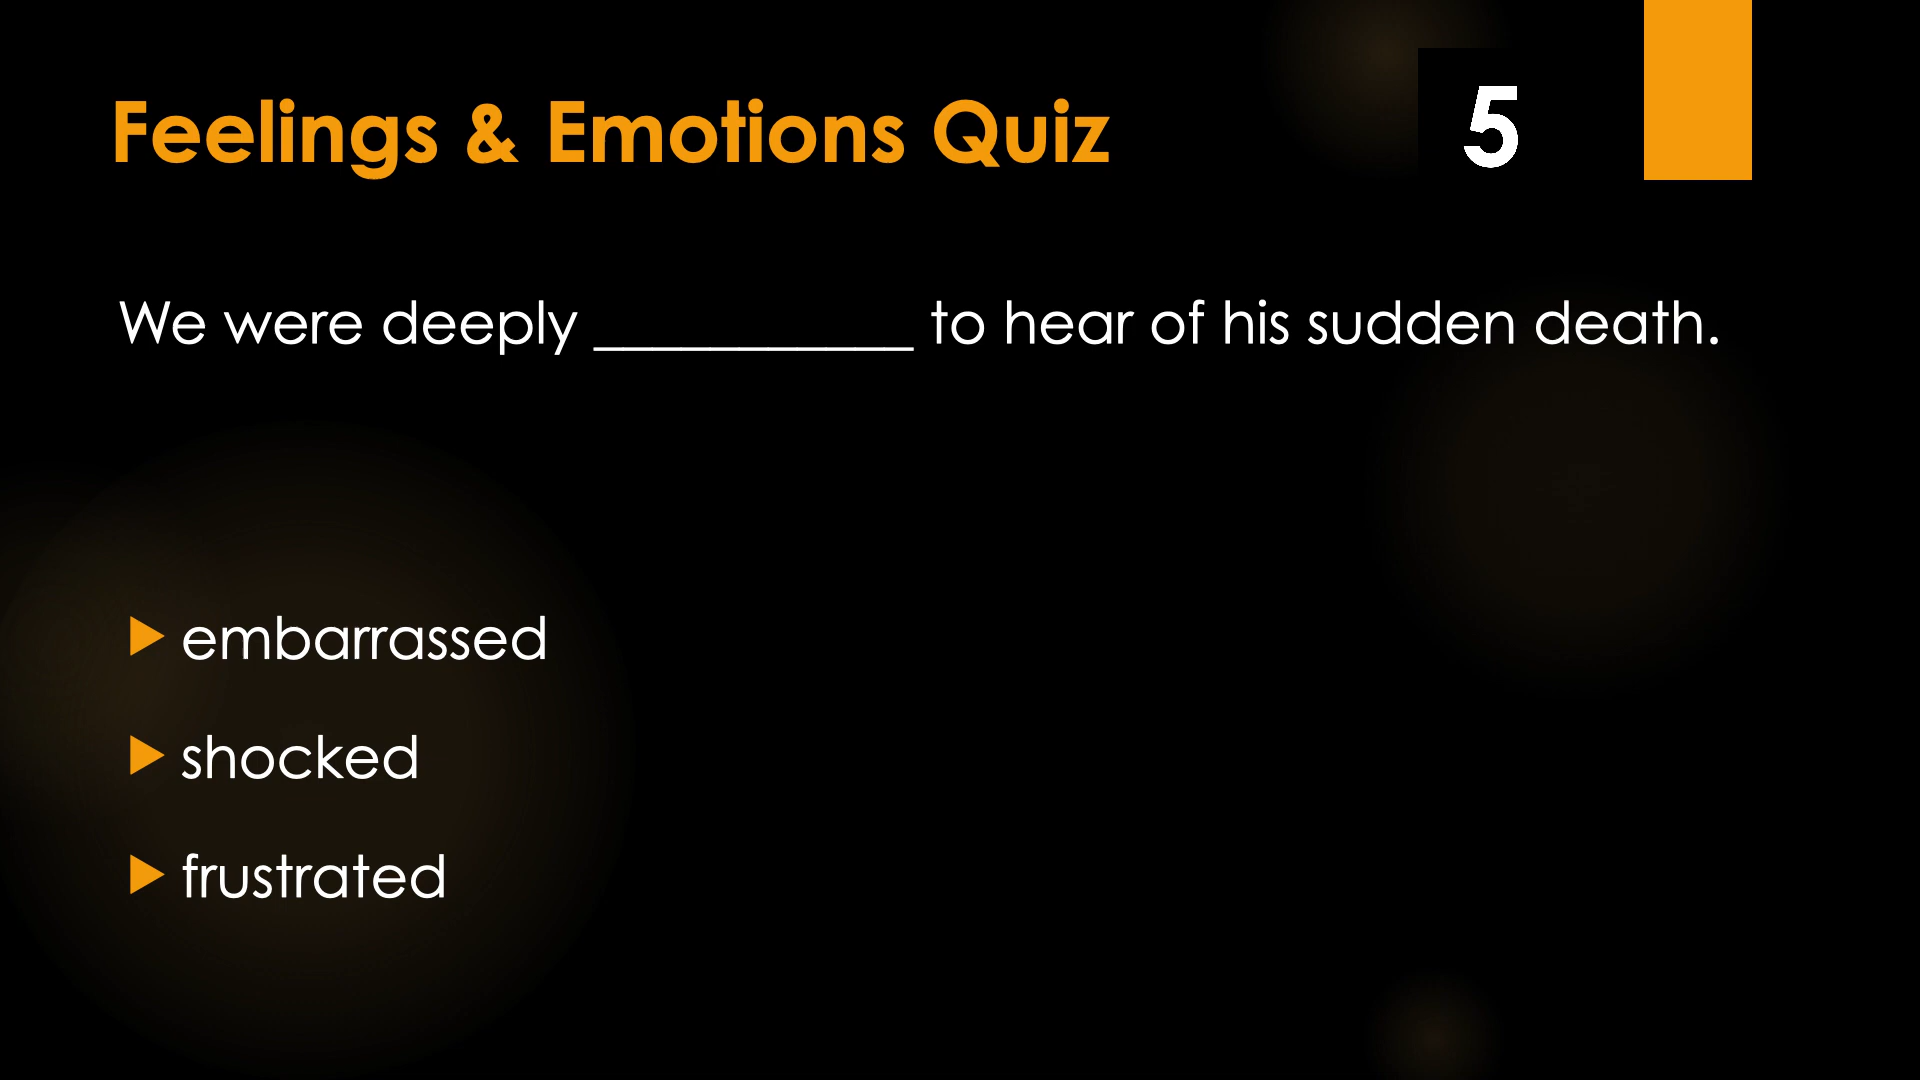 Feelings & Emotions Quiz
5
We were deeply ___________ to hear of his sudden death.
embarrassed
shocked
frustrated